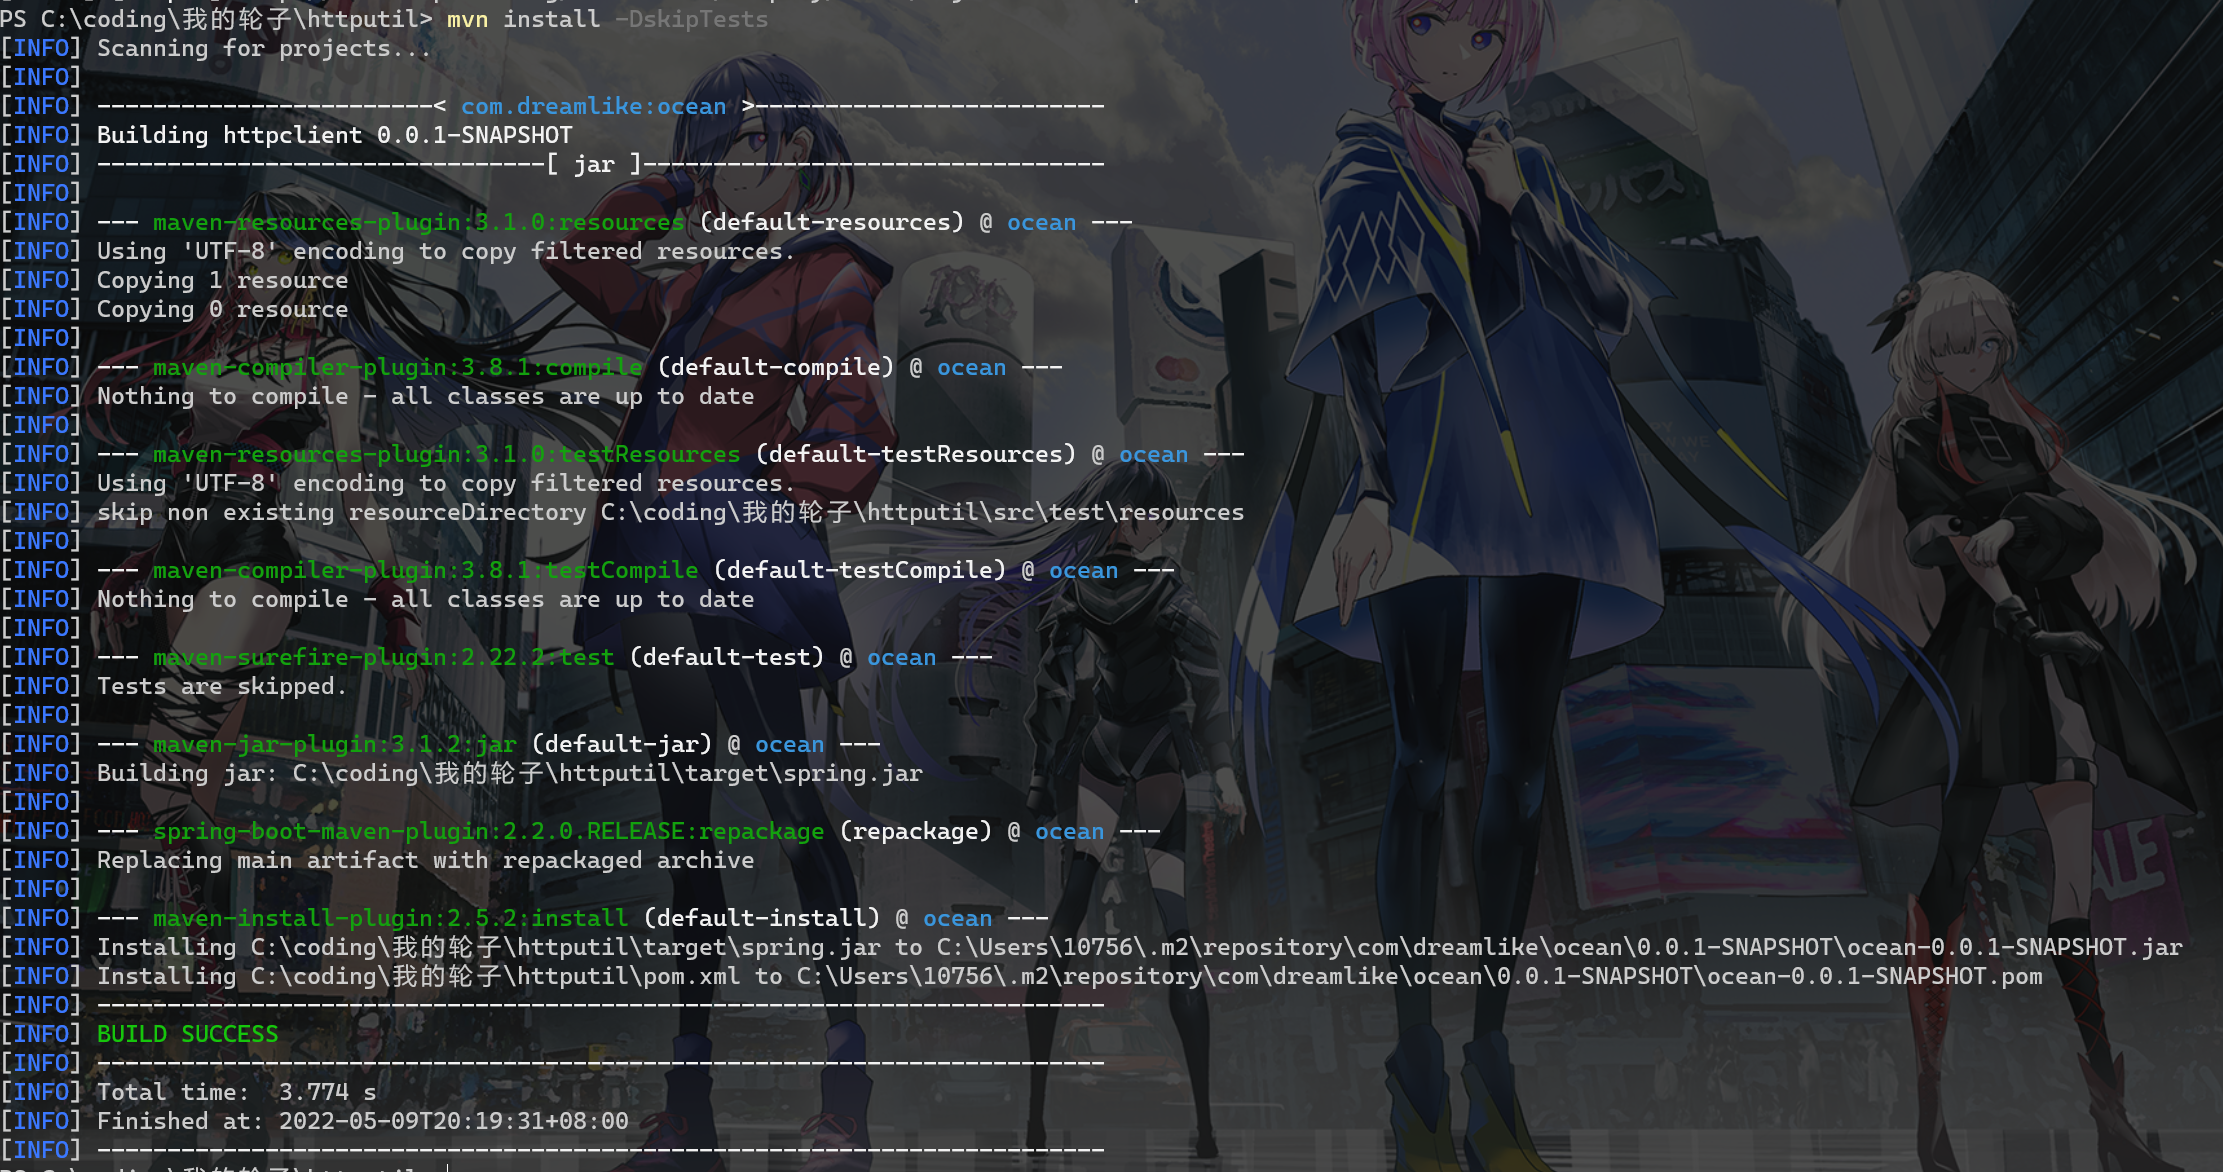 PS C:\coding\我的轮子\httputil> mvn install -DskipTests
[INFO] Scanning for projects...
[INFO]
[INFO] ------------------------< com.dreamlike:ocean >-------------------------
[INFO] Building httpclient 0.0.1-SNAPSHOT
[INFO] --------------------------------[ jar ]---------------------------------
[INFO]
[INFO] --- maven-resources-plugin:3.1.0:resources (default-resources) @ ocean ---
[INFO] Using 'UTF-8' encoding to copy filtered resources.
[INFO] Copying 1 resource
[INFO] Copying 0 resource
[INFO]
[INFO] --- maven-compiler-plugin:3.8.1:compile (default-compile) @ ocean ---
[INFO] Nothing to compile - all classes are up to date
[INFO]
[INFO] --- maven-resources-plugin:3.1.0:testResources (default-testResources) @ ocean ---
[INFO] Using 'UTF-8' encoding to copy filtered resources.
[INFO] skip non existing resourceDirectory C:\coding\我的轮子\httputil\src\test\resources
[INFO]
[INFO] --- maven-compiler-plugin:3.8.1:testCompile (default-testCompile) @ ocean ---
[INFO] Nothing to compile - all classes are up to date
[INFO]
[INFO] --- maven-surefire-plugin:2.22.2:test (default-test) @ ocean ---
[INFO] Tests are skipped.
[INFO]
[INFO] --- maven-jar-plugin:3.1.2:jar (default-jar) @ ocean ---
[INFO] Building jar: C:\coding\我的轮子\httputil\target\spring.jar
[INFO]
[INFO] --- spring-boot-maven-plugin:2.2.0.RELEASE:repackage (repackage) @ ocean ---
[INFO] Replacing main artifact with repackaged archive
[INFO]
[INFO] --- maven-install-plugin:2.5.2:install (default-install) @ ocean ---
[INFO] Installing C:\coding\我的轮子\httputil\target\spring.jar to C:\Users\10756\.m2\repository\com\dreamlike\ocean\0.0.1-SNAPSHOT\ocean-0.0.1-SNAPSHOT.jar
[INFO] Installing C:\coding\我的轮子\httputil\pom.xml to C:\Users\10756\.m2\repository\com\dreamlike\ocean\0.0.1-SNAPSHOT\ocean-0.0.1-SNAPSHOT.pom
[INFO] ------------------------------------------------------------------------
[INFO] BUILD SUCCESS
[INFO] ------------------------------------------------------------------------
[INFO] Total time:  3.774 s
[INFO] Finished at: 2022-05-09T20:19:31+08:00
[INFO] ------------------------------------------------------------------------